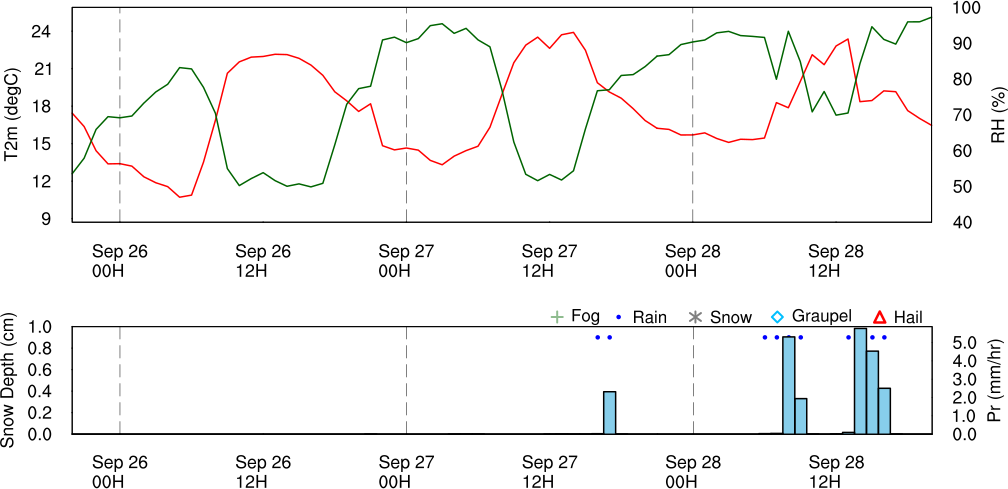 T2m (degC)
24
21
18
15
12
9
100
90
80
70
60
50
40
RH (%)
Sep 26 Sep 26 Sep 27 Sep 27 Sep 28 Sep 28
00H 12H 00H 12H 00H 12H
Fog Rain Snow Graupel Hail
Snow Depth (cm)
1.0
0.8
0.6
0.4
0.2
0.0
5.0
4.0
3.0
2.0
1.0
0.0
Pr (mm/hr)
Sep 26 Sep 26 Sep 27 Sep 27 Sep 28 Sep 28
00H 12H 00H 12H 00H 12H